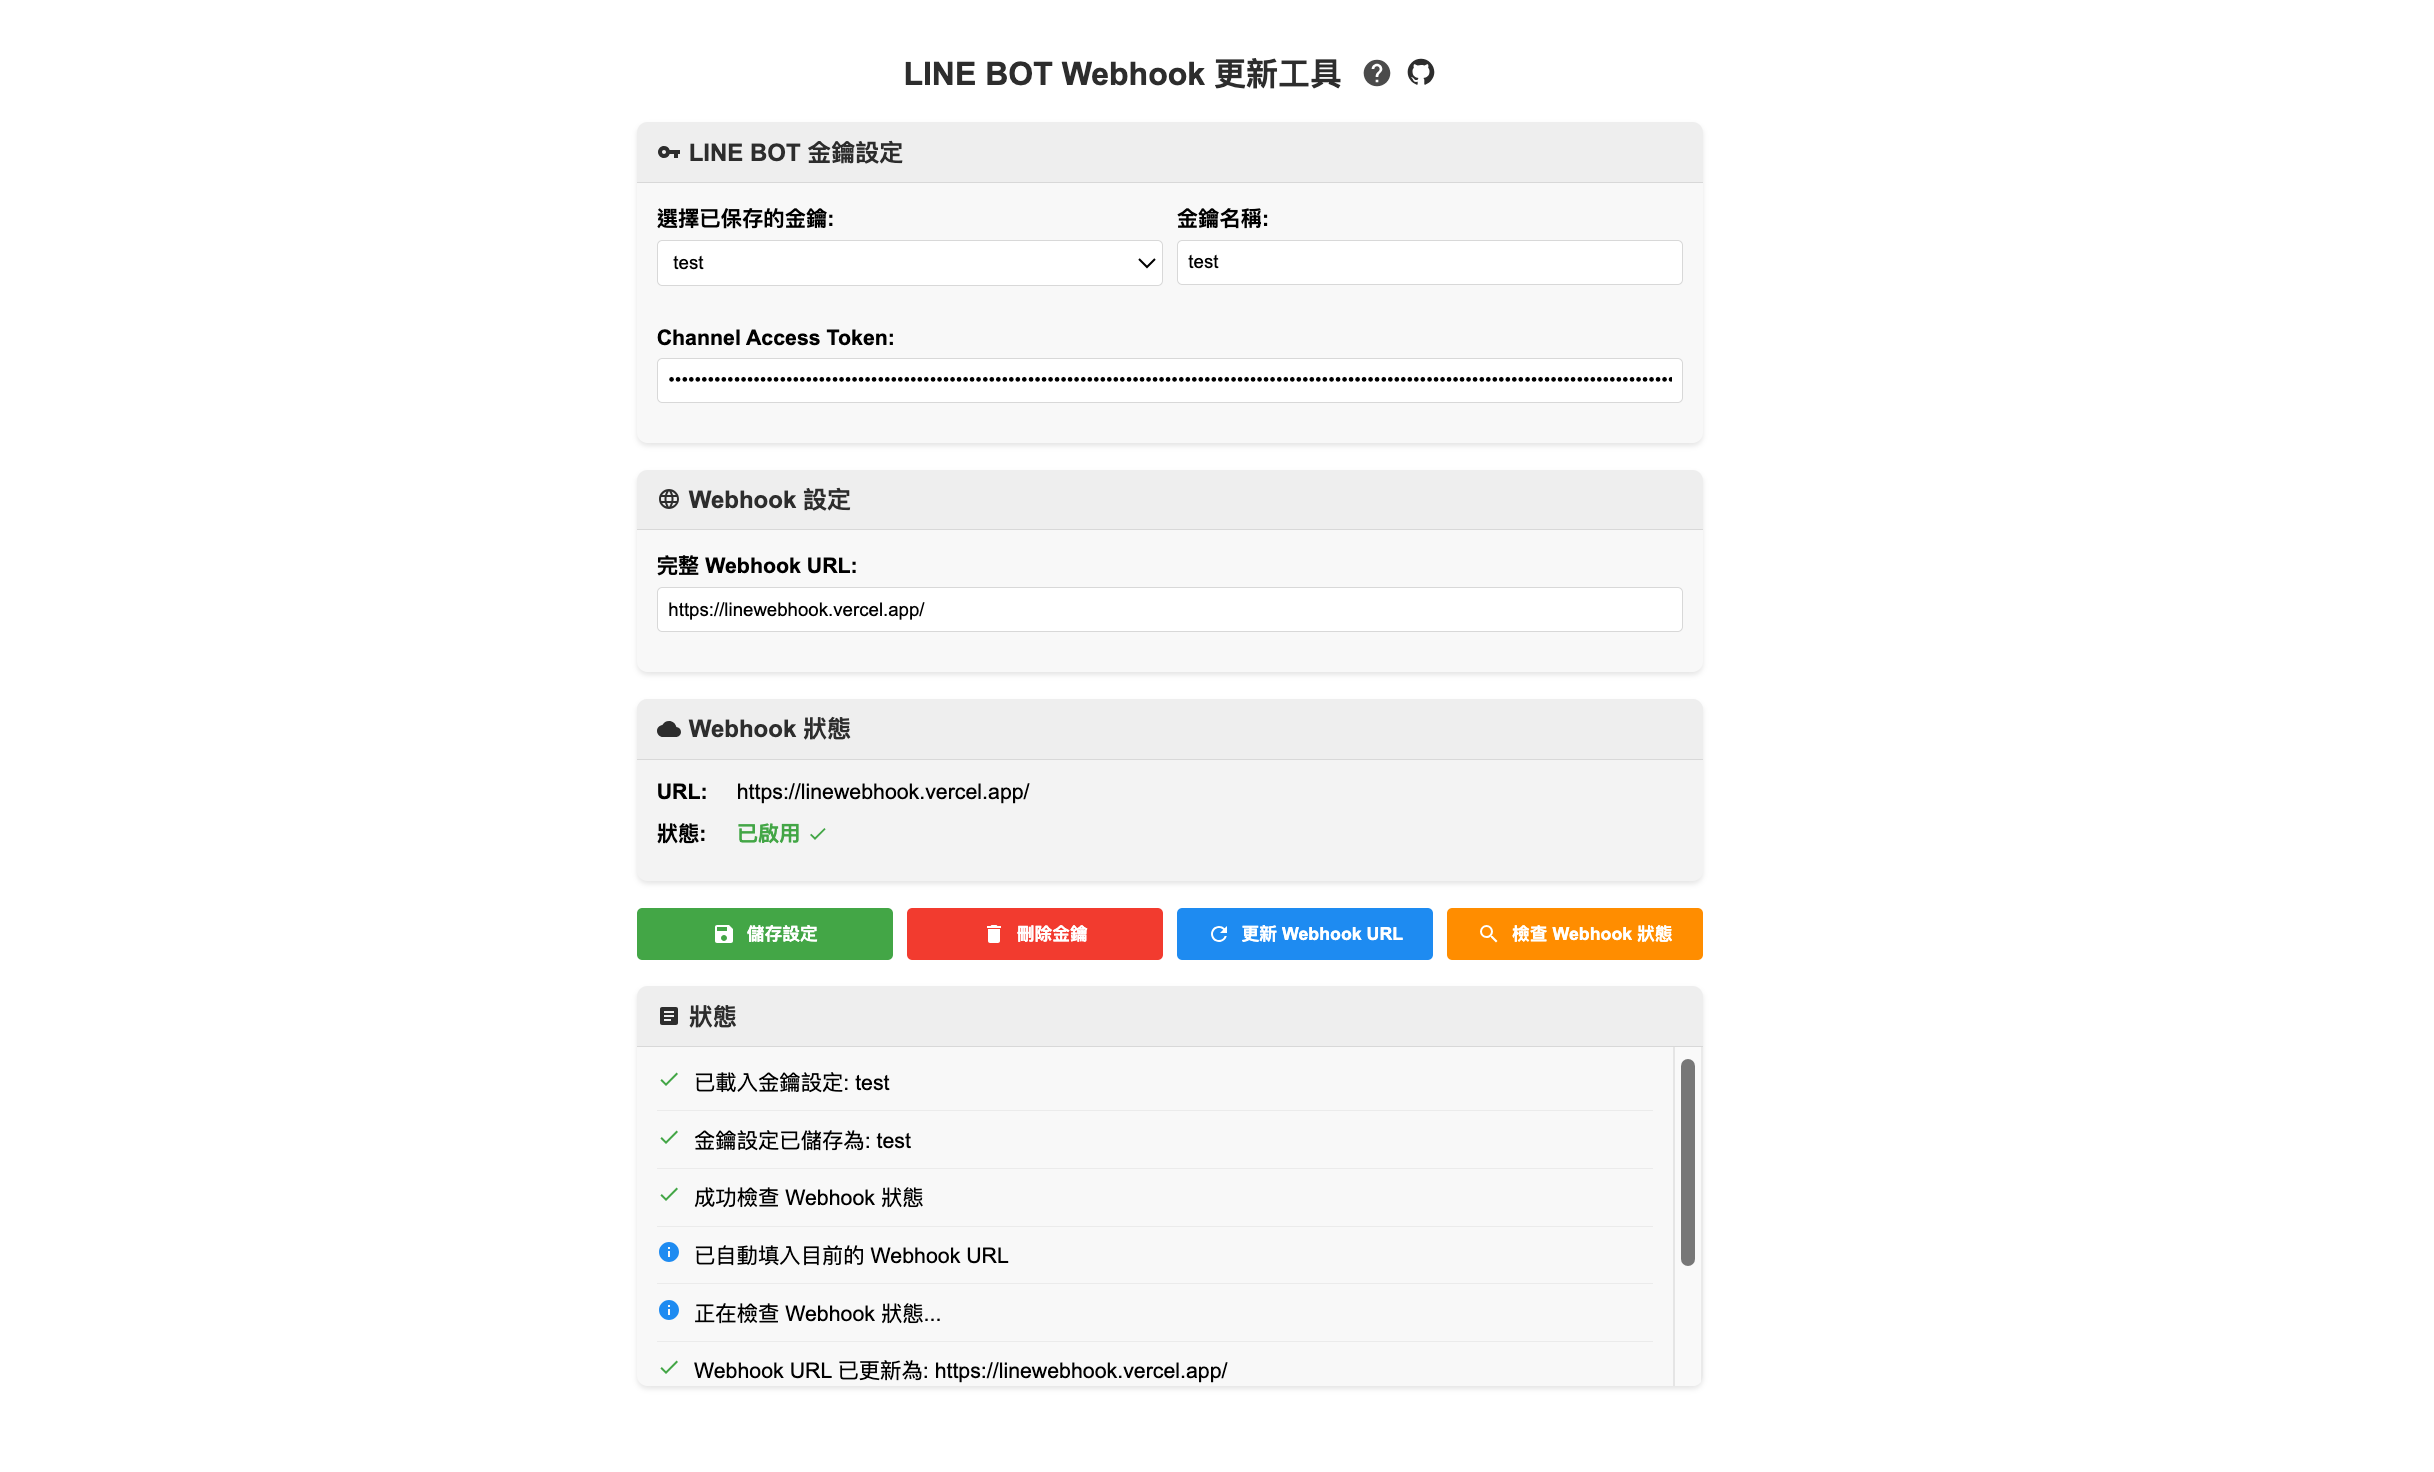 LINE BOT Webhook 更新工具
LINE BOT 金鑰設定
選擇已保存的金鑰:
金鑰名稱:
test
test
Channel Access Token:
Webhook 設定
完整 Webhook URL:
https://linewebhook.vercel.app/
Webhook 狀態
URL: https://linewebhook.vercel.app/
狀態: 已啟用
儲存設定
刪除金鑰
更新 Webhook URL
檢查 Webhook 狀態
狀態
已載入金鑰設定: test
金鑰設定已儲存為: test
成功檢查 Webhook 狀態
已自動填入目前的 Webhook URL
正在檢查 Webhook 狀態...
Webhook URL 已更新為: https://linewebhook.vercel.app/